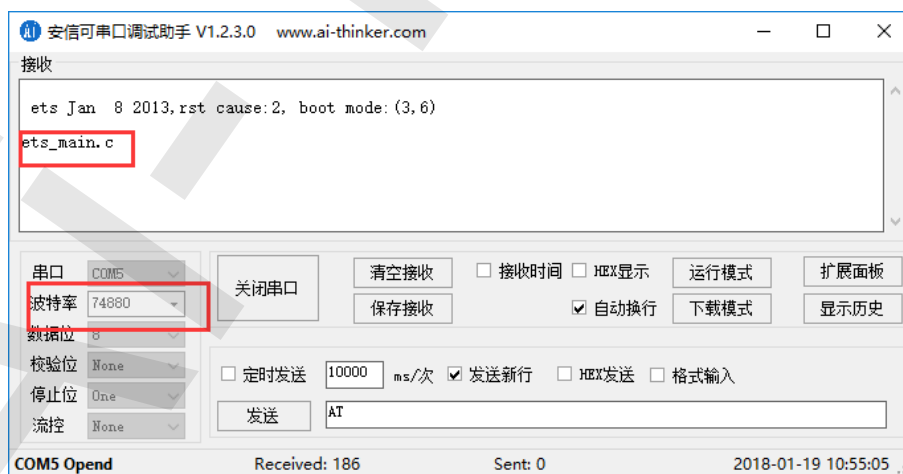 安信可串口调试助手 V1.2.3.0 www.ai-thinker.com
接收
ets Jan 8 2013,rst cause:2, boot mode:(3,6)
ets_main.c
串口 COM5
波特率 74880
数据位 8
校验位 None
停止位 One
流控 None
关闭串口
清空接收
保存接收
接收时间 HEX显示
自动换行
运行模式
下载模式
扩展面板
显示历史
定时发送 10000 ms/次 发送新行 HEX发送 格式输入
发送 AT
COM5 Opend Received: 186 Sent: 0 2018-01-19 10:55:05